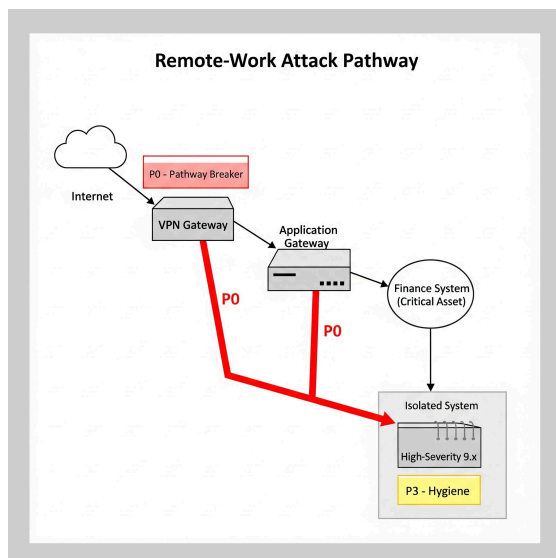 Remote-Work Attack Pathway
P0 - Pathway Breaker
Internet
VPN Gateway
Application
Gateway
Finance System
(Critical Asset)
P0
P0
Isolated System
High-Severity 9.x
P3 - Hygiene